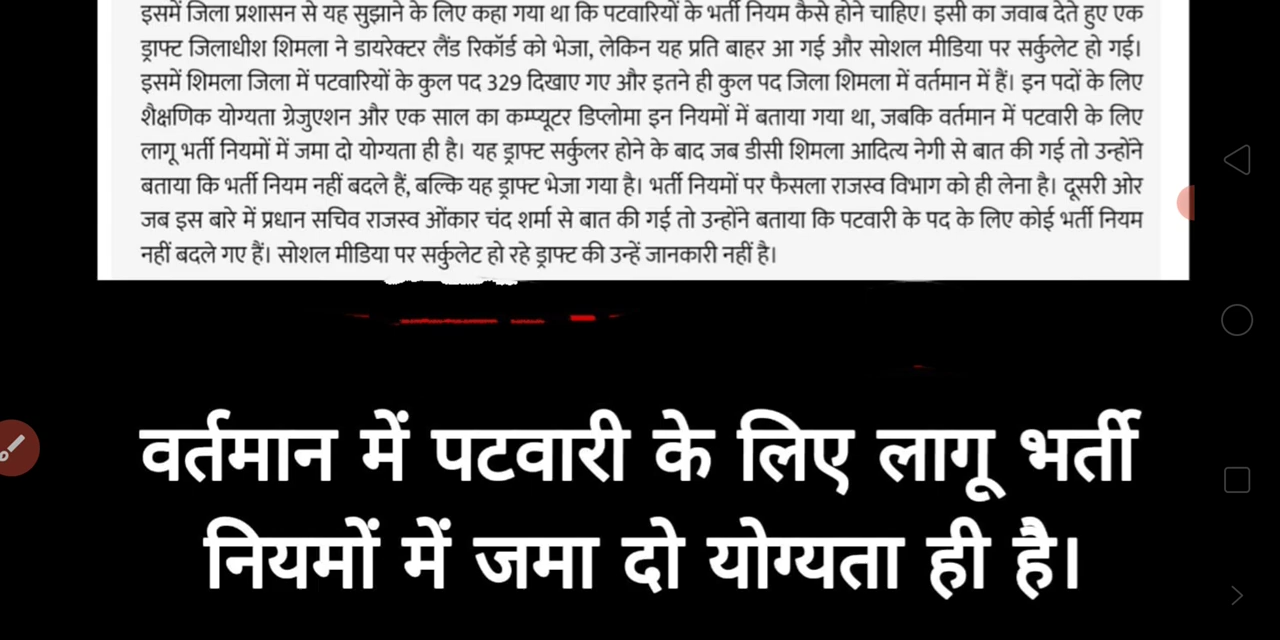 इसमें जिला प्रशासन से यह सुझाने के लिए कहा गया था कि पटवारियों के भर्ती नियम कैसे होने चाहिए। इसी का जवाब देते हुए एक
ड्राफ्ट जिलाधीश शिमला ने डायरेक्टर लैंड रिकॉर्ड को भेजा, लेकिन यह प्रति बाहर आ गई और सोशल मीडिया पर सर्कुलेट हो गई।
इसमें शिमला जिला में पटवारियों के कुल पद 329 दिखाए गए और इतने ही कुल पद जिला शिमला में वर्तमान में हैं। इन पदों के लिए
शैक्षणिक योग्यता ग्रेजुएशन और एक साल का कम्प्यूटर डिप्लोमा इन नियमों में बताया गया था, जबकि वर्तमान में पटवारी के लिए
लागू भर्ती नियमों में जमा दो योग्यता ही है। यह ड्राफ्ट सर्कुलर होने के बाद जब डीसी शिमला आदित्य नेगी से बात की गई तो उन्होंने
बताया कि भर्ती नियम नहीं बदले हैं, बल्कि यह ड्राफ्ट भेजा गया है। भर्ती नियमों पर फैसला राजस्व विभाग को ही लेना है। दूसरी ओर
जब इस बारे में प्रधान सचिव राजस्व ओंकार चंद शर्मा से बात की गई तो उन्होंने बताया कि पटवारी के पद के लिए कोई भर्ती नियम
नहीं बदले गए हैं। सोशल मीडिया पर सर्कुलेट हो रहे ड्राफ्ट की उन्हें जानकारी नहीं है।
वर्तमान में पटवारी के लिए लागू भर्ती
नियमों में जमा दो योग्यता ही है।